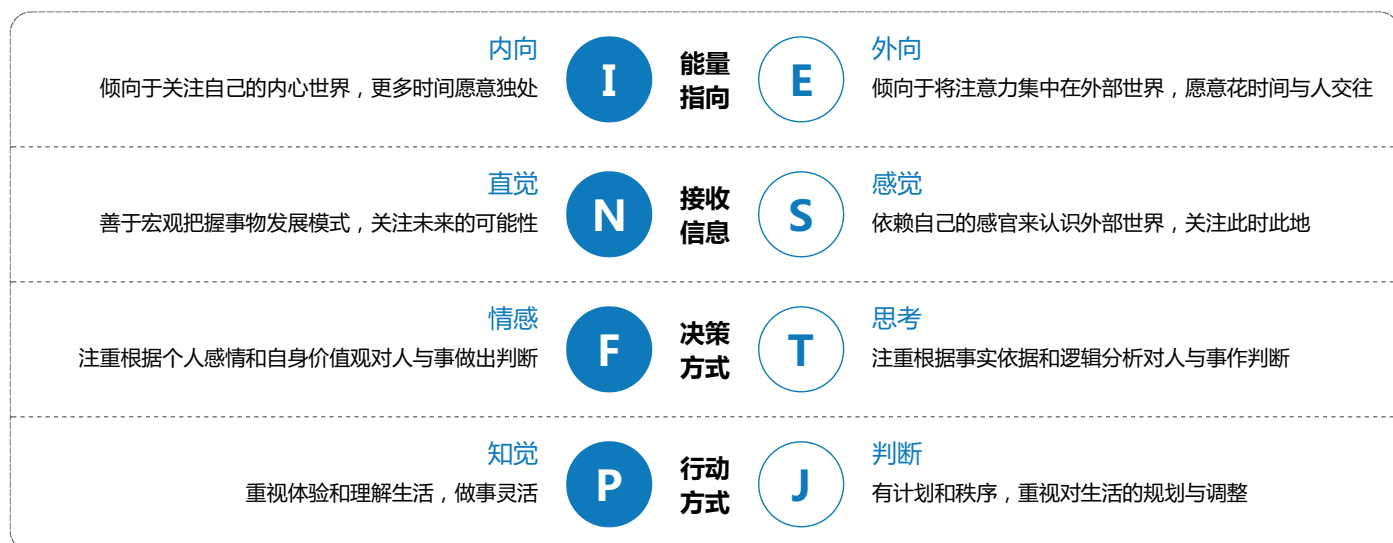 内向
倾向于关注自己的内心世界，更多时间愿意独处
I
能量
指向
E
外向
倾向于将注意力集中在外部世界，愿意花时间与人交往
直觉
善于宏观把握事物发展模式，关注未来的可能性
N
接收
信息
S
感觉
依赖自己的感官来认识外部世界，关注此时此地
情感
注重根据个人感情和自身价值观对人与事做出判断
F
决策
方式
T
思考
注重根据事实依据和逻辑分析对人与事作判断
知觉
重视体验和理解生活，做事灵活
P
行动
方式
J
判断
有计划和秩序，重视对生活的规划与调整